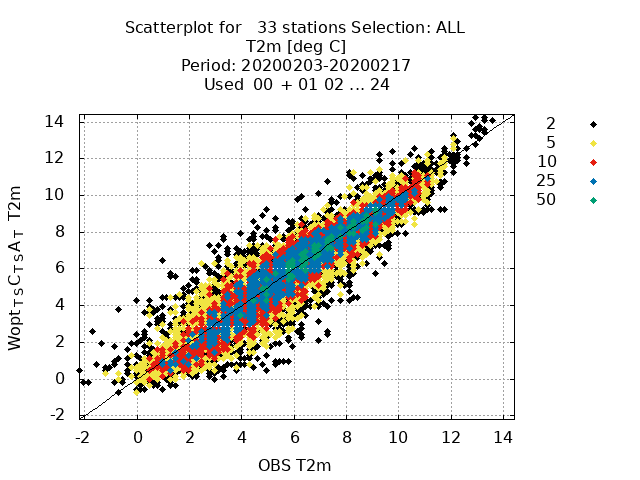 Scatterplot for 33 stations Selection: ALL
T2m [deg C]
Period: 20200203-20200217
Used 00 + 01 02 ... 24
2
5
10
25
50
14
12
10
8
6
4
2
0
-2
Wopt T S C T S A T T2m
-2 0 2 4 6 8 10 12 14
OBS T2m